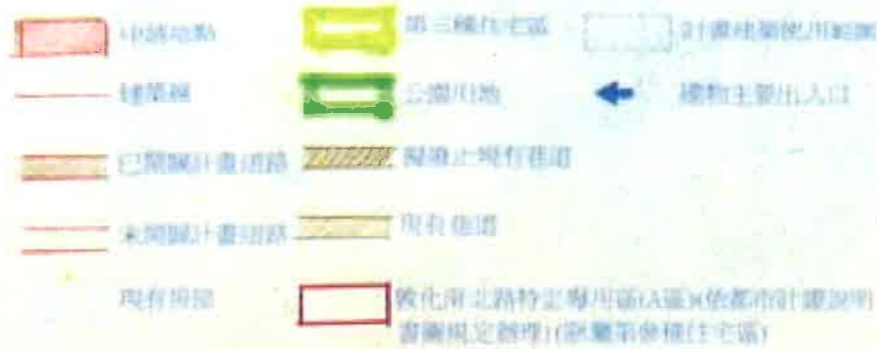 申請地點
建築線
已開闢計畫道路
未開闢計畫道路
現有房屋
第三種住宅區
公園用地
擬廢止現有巷道
現有巷道
敦化南北路特定專用區(A區)(依都市計畫說明
書圖規定辦理)(原屬第參種住宅區)
計畫建築使用範圍
建物主要出入口